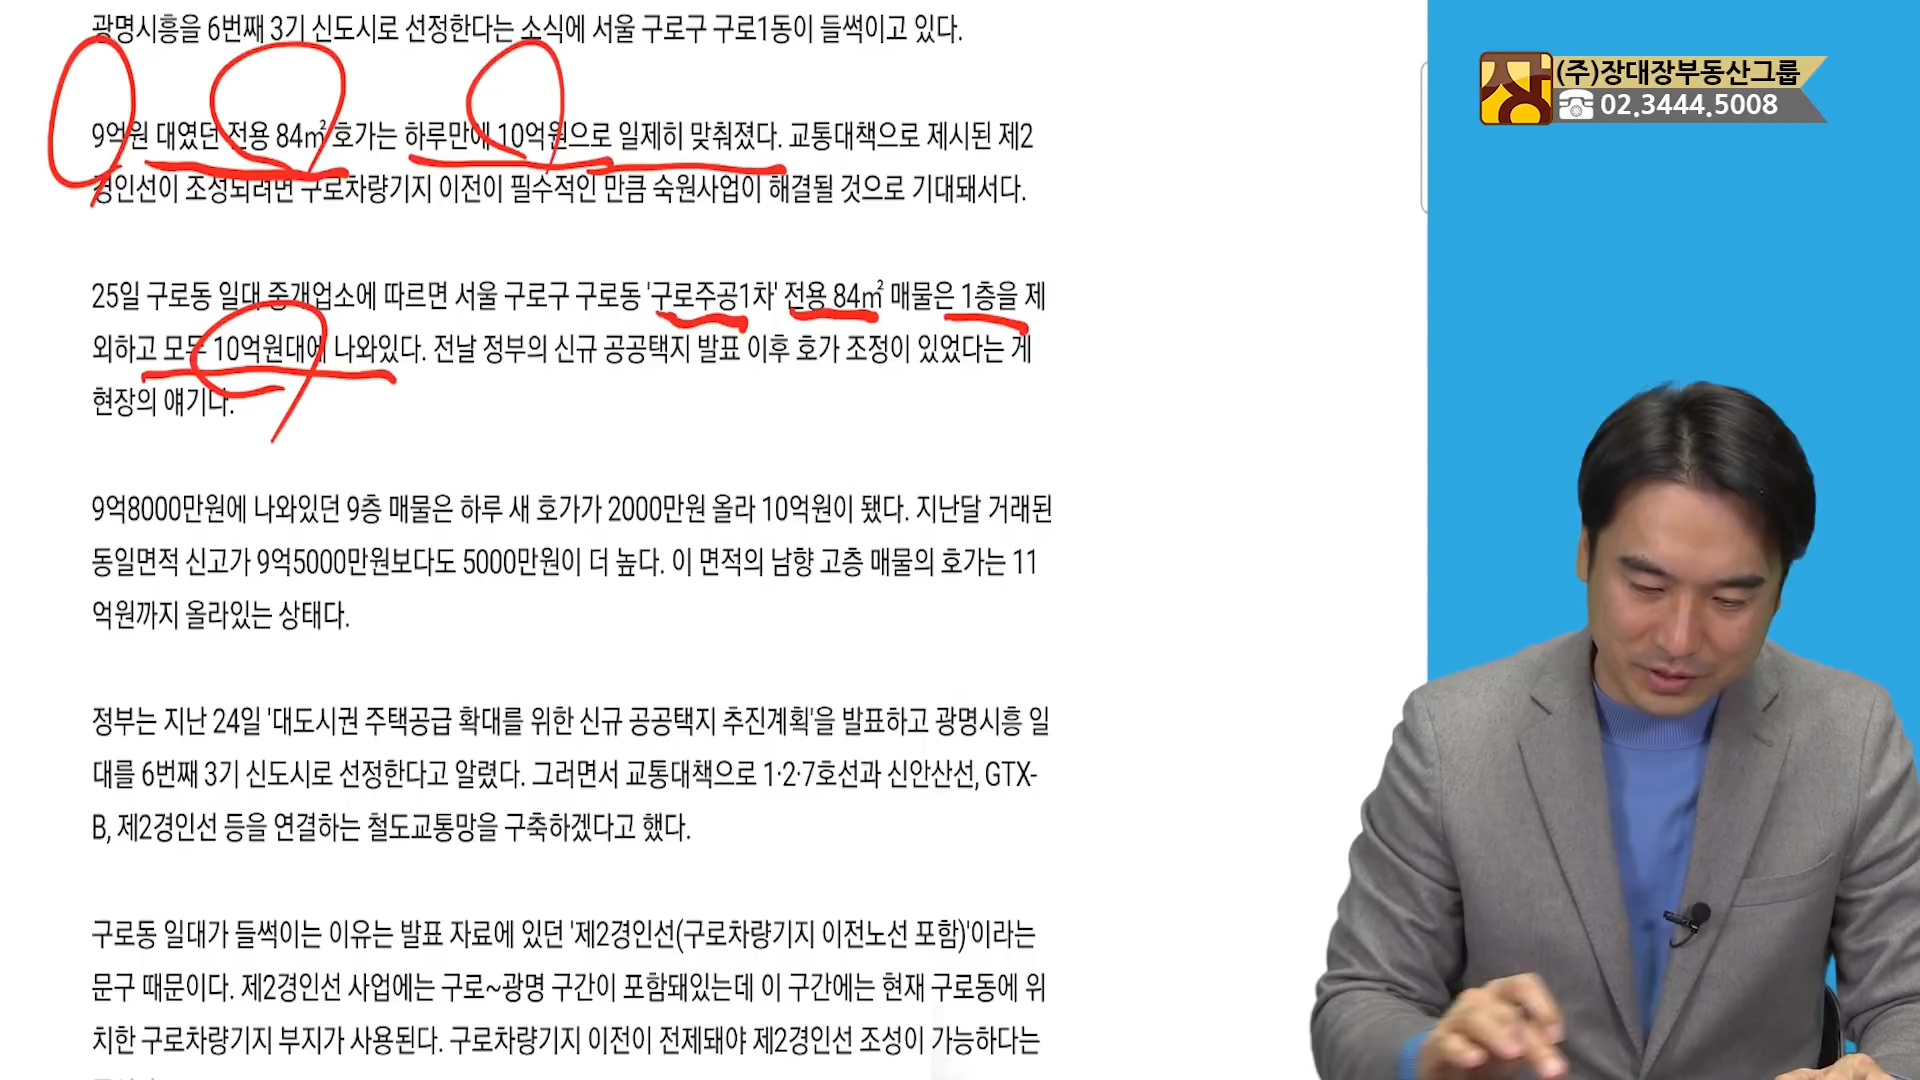 광명시흥을 6번째 3기 신도시로 선정한다는 소식에 서울 구로구 구로1동이 들썩이고 있다.
9억원 대였던 전용 84㎡ 호가는 하루만에 10억원으로 일제히 맞춰졌다. 교통대책으로 제시된 제2
경인선이 조성되려면 구로차량기지 이전이 필수적인 만큼 숙원사업이 해결될 것으로 기대돼서다.
25일 구로동 일대 중개업소에 따르면 서울 구로구 구로동 '구로주공1차' 전용 84㎡ 매물은 1층을 제
외하고 모두 10억원대에 나와있다. 전날 정부의 신규 공공택지 발표 이후 호가 조정이 있었다는 게
현장의 얘기다.
9억8000만원에 나와있던 9층 매물은 하루 새 호가가 2000만원 올라 10억원이 됐다. 지난달 거래된
동일면적 신고가 9억5000만원보다도 5000만원이 더 높다. 이 면적의 남향 고층 매물의 호가는 11
억원까지 올라있는 상태다.
정부는 지난 24일 '대도시권 주택공급 확대를 위한 신규 공공택지 추진계획'을 발표하고 광명시흥 일
대를 6번째 3기 신도시로 선정한다고 알렸다. 그러면서 교통대책으로 1·2·7호선과 신안산선, GTX-
B, 제2경인선 등을 연결하는 철도교통망을 구축하겠다고 했다.
구로동 일대가 들썩이는 이유는 발표 자료에 있던 '제2경인선(구로차량기지 이전노선 포함)'이라는
문구 때문이다. 제2경인선 사업에는 구로~광명 구간이 포함돼있는데 이 구간에는 현재 구로동에 위
치한 구로차량기지 부지가 사용된다. 구로차량기지 이전이 전제돼야 제2경인선 조성이 가능하다는
장
(주)장대장부동산그룹
02.3444.5008